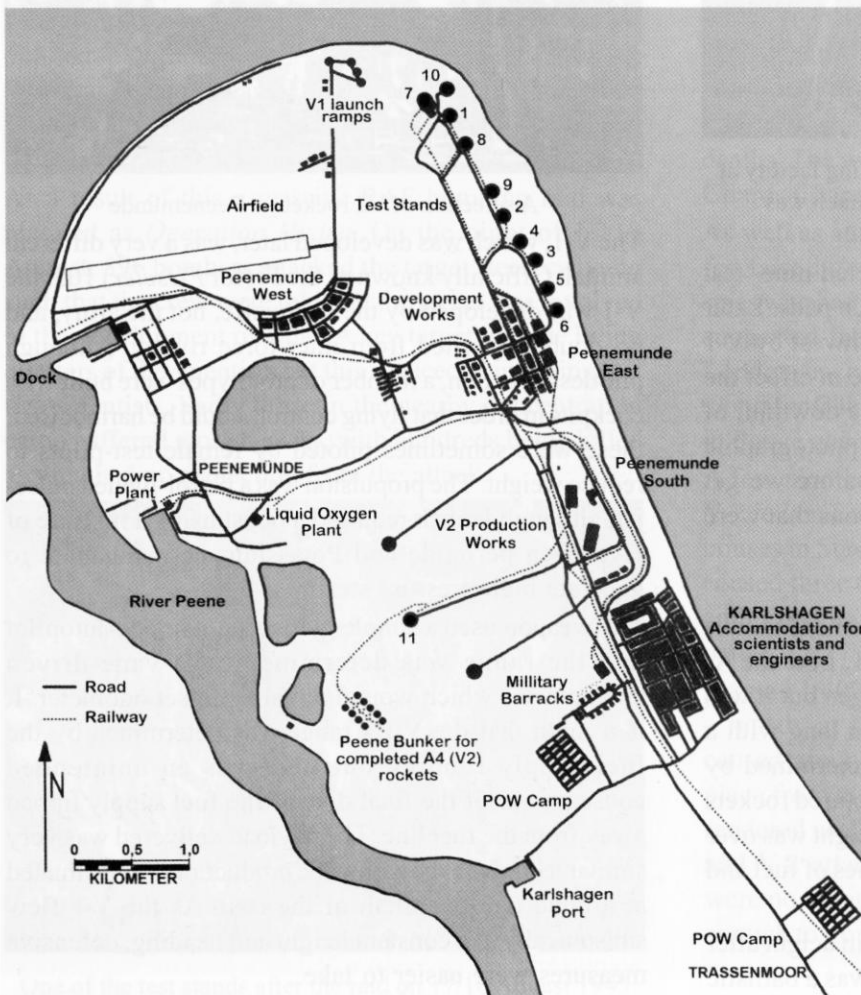 V1 launch
ramps
10
7
1
8
9
4
3
5
6
Airfield
Test Stands
Peenemunde
West
Development
Works
Dock
Peenemunde
East
PEENEMÜNDE
Power
Plant
Liquid Oxygen
Plant
V2 Production
Works
Peenemunde
South
River Peene
11
KARLSHAGEN
Accommodation for
scientists and
engineers
Road
Railway
Millitary
Barracks
Peene Bunker for
completed A4 (V2)
rockets
N
POW Camp
0 0.5 1.0
KILOMETER
Karlshagen
Port
POW Camp
TRASSENMOOR